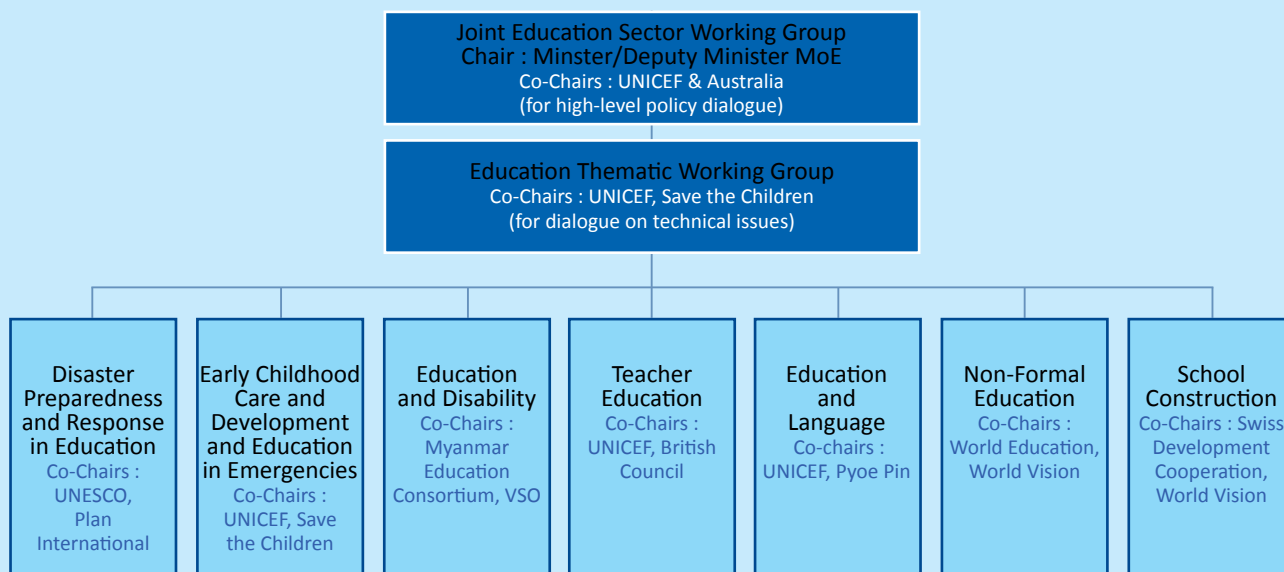 Joint Education Sector Working Group
Chair : Minster/Deputy Minister MoE
Co-Chairs : UNICEF & Australia
(for high-level policy dialogue)
Education Thematic Working Group
Co-Chairs : UNICEF, Save the Children
(for dialogue on technical issues)
Disaster
Preparedness
and Response
in Education
Co-Chairs :
UNESCO,
Plan
International
Early Childhood
Care and
Development
and Education
in Emergencies
Co-Chairs :
UNICEF, Save
the Children
Education
and Disability
Co-Chairs :
Myanmar
Education
Consortium, VSO
Teacher
Education
Co-Chairs :
UNICEF, British
Council
Education
and
Language
Co-chairs :
UNICEF, Pyoe Pin
Non-Formal
Education
Co-Chairs :
World Education,
World Vision
School
Construction
Co-Chairs : Swiss
Development
Cooperation,
World Vision